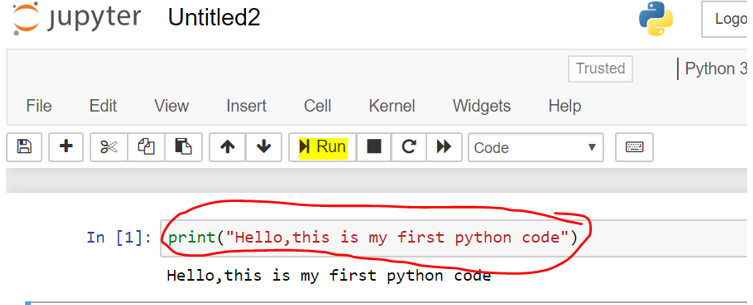 jupyter Untitled2
Logo
Trusted Python 3
File Edit View Insert Cell Kernel Widgets Help
Run Code
In [1]: print("Hello,this is my first python code")
Hello,this is my first python code